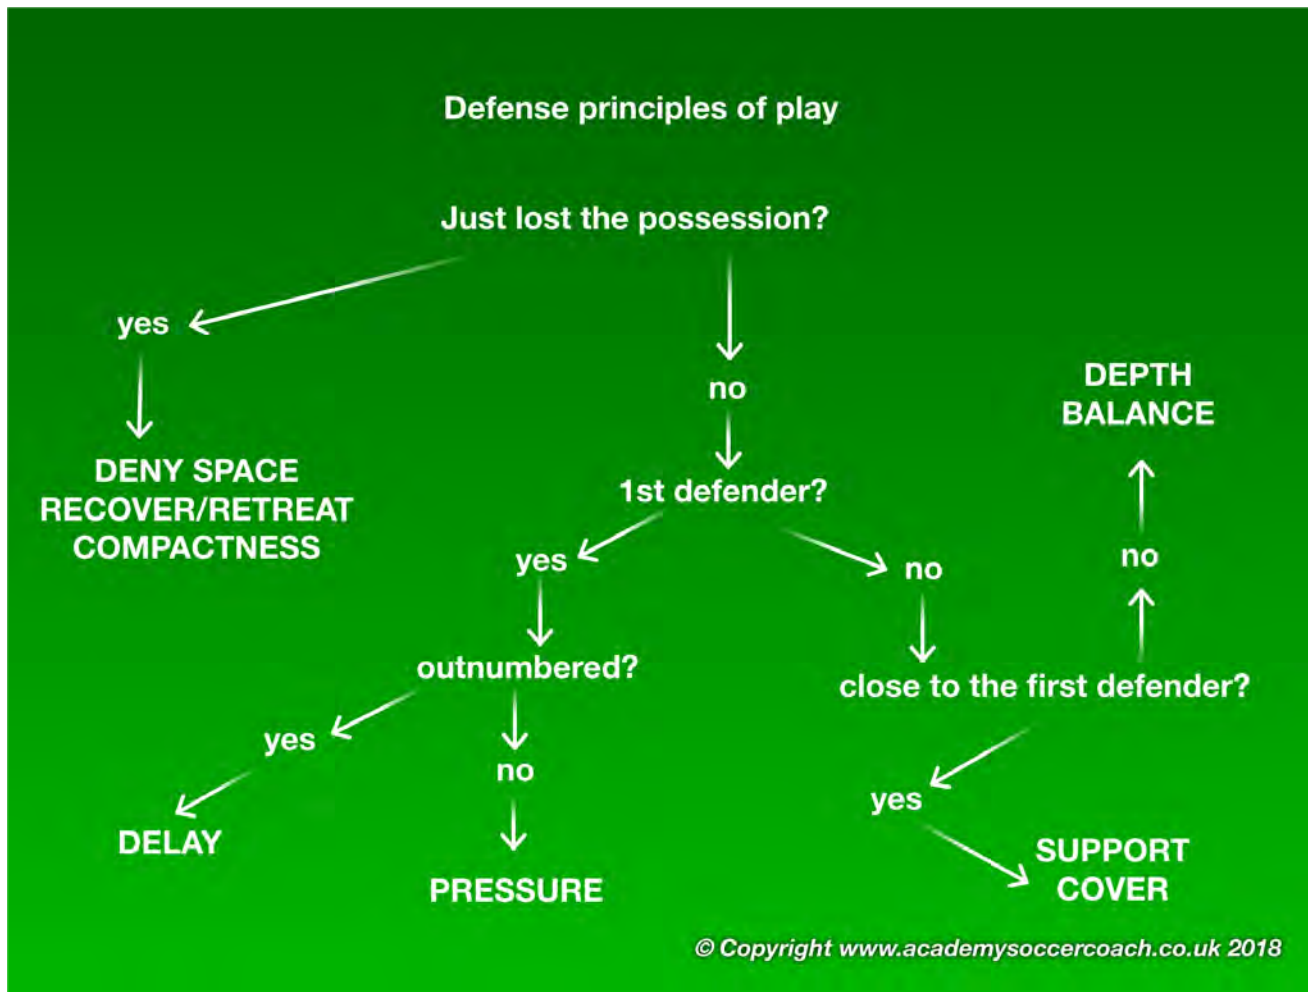 Defense principles of play
Just lost the possession?
yes
no
DENY SPACE
RECOVER/RETREAT
COMPACTNESS
1st defender?
yes
no
outnumbered?
yes
no
DELAY
PRESSURE
close to the first defender?
no
DEPTH
BALANCE
yes
SUPPORT
COVER
© Copyright www.academysoccercoach.co.uk 2018